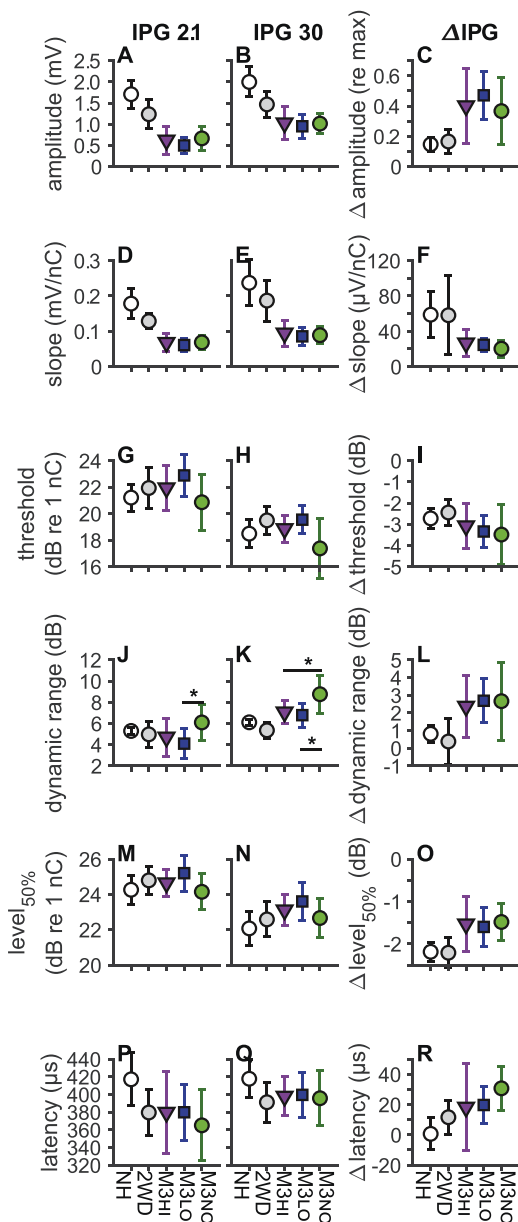 IPG 2.1 IPG 30 ΔIPG
A B C
amplitude (mV)
2.5
2.0
1.5
1.0
0.5
0
Δ amplitude (re max)
0.6
0.4
0.2
0
D E F
slope (mV/nC)
0.3
0.2
0.1
0
Δ slope (µV/nC)
120
80
40
0
G H I
threshold
(dB re 1 nC)
24
22
20
18
16
Δ threshold (dB)
0
-1
-2
-3
-4
-5
J K L
dynamic range (dB)
12
10
8
6
4
2
*
*
*
Δ dynamic range (dB)
5
4
3
2
1
0
-1
M N O
level50%
(dB re 1 nC)
26
24
22
20
Δ level50% (dB)
0
-1
-2
P Q R
latency (µs)
440
420
400
380
360
340
320
Δ latency (µs)
40
20
0
-20
NH 2WD M3HI M3LO M3NC
NH 2WD M3HI M3LO M3NC
NH 2WD M3HI M3LO M3NC